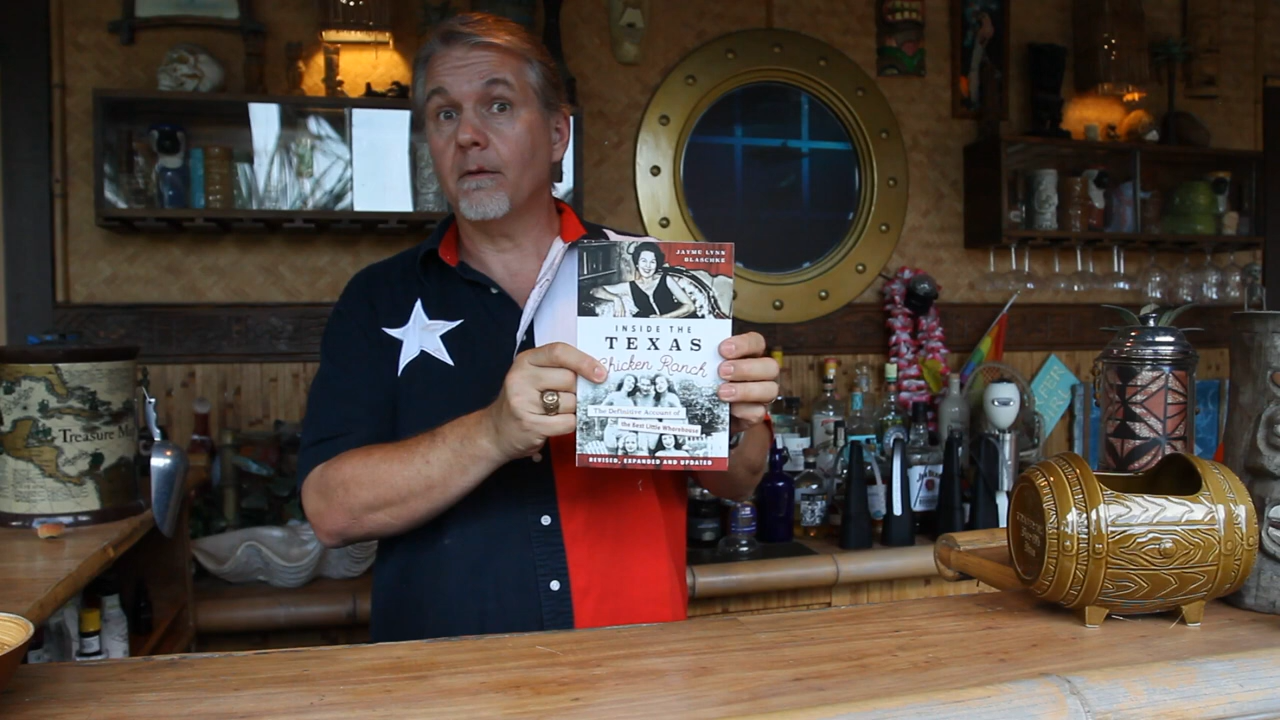 JAYME LYNN
BLASCHKE
INSIDE THE
TEXAS
Chicken Ranch
The Definitive Account of
the Best Little Whorehouse
REVISED, EXPANDED AND UPDATED
Treasure M